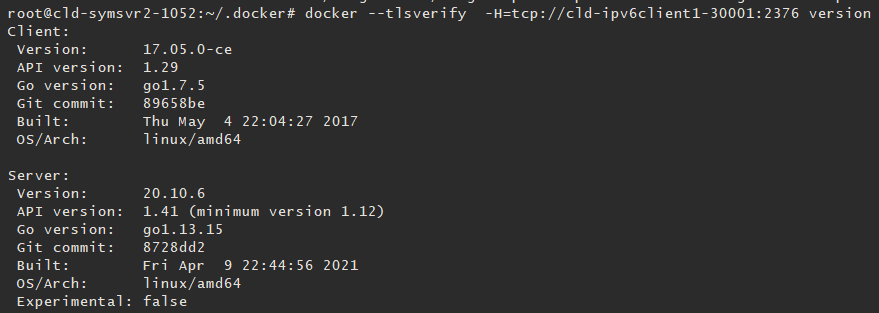 root@cld-symsvr2-1052:~/.docker# docker --tlsverify  -H=tcp://cld-ipv6client1-30001:2376 version
Client:
 Version:      17.05.0-ce
 API version:  1.29
 Go version:   go1.7.5
 Git commit:   89658be
 Built:        Thu May  4 22:04:27 2017
 OS/Arch:      linux/amd64

Server:
 Version:      20.10.6
 API version:  1.41 (minimum version 1.12)
 Go version:   go1.13.15
 Git commit:   8728dd2
 Built:        Fri Apr  9 22:44:56 2021
 OS/Arch:      linux/amd64
 Experimental: false